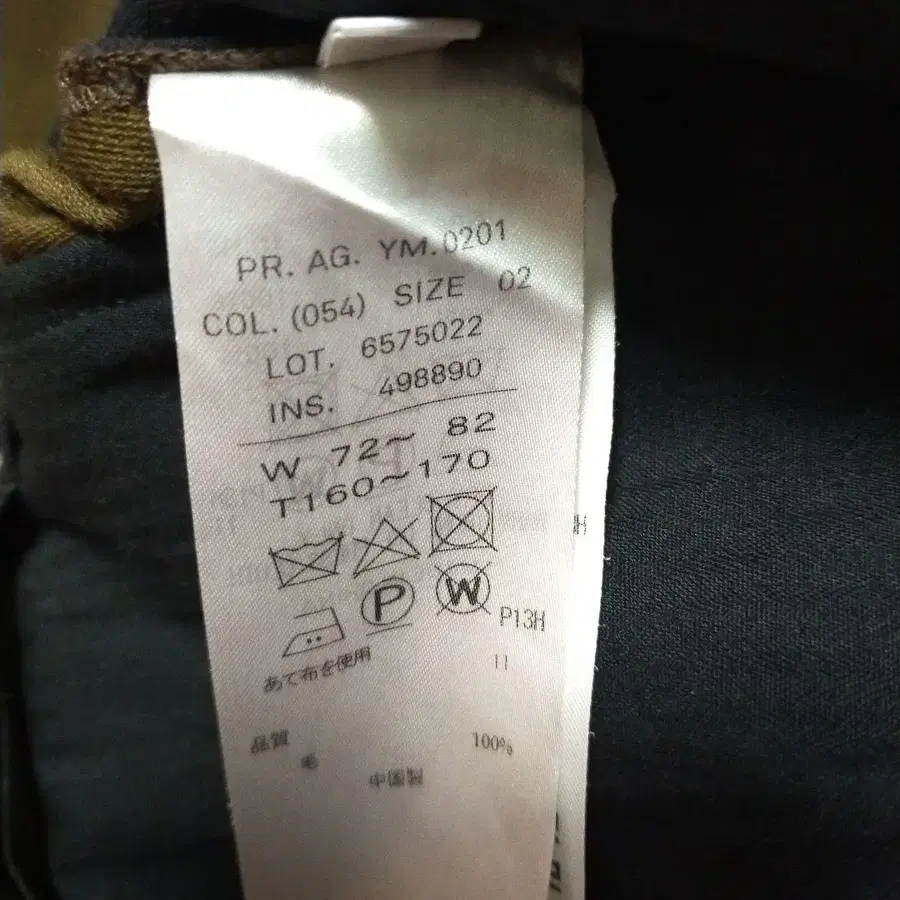 PR. AG. YM.0201
COL. (054) SIZE 02
LOT. 6575022
INS. 498890
W 72~ 82
T160~170
P W P13H
あて布を使用 11
品質
毛 100%
中国製
H